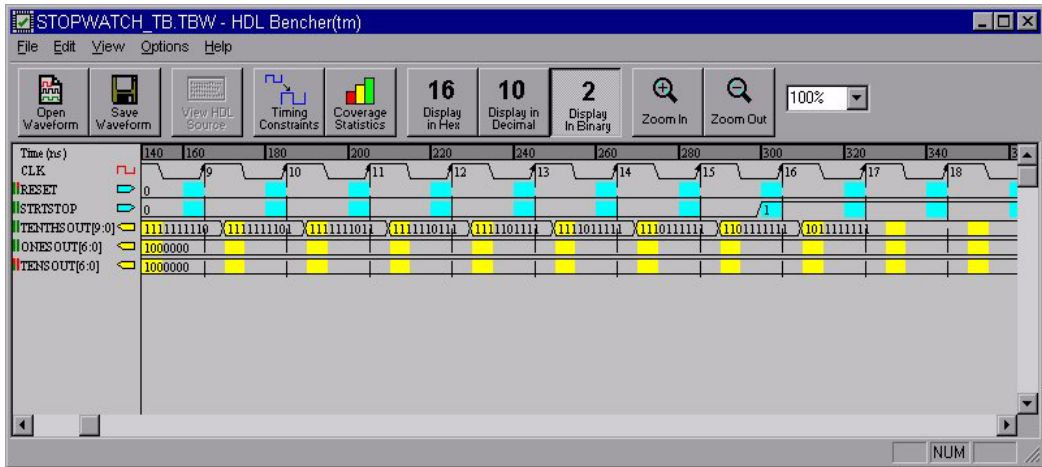 STOPWATCH_TB.TBW - HDL Bencher(tm)
File Edit View Options Help
Open Waveform
Save Waveform
View HDL Source
Timing Constraints
Coverage Statistics
16 Display in Hex
10 Display in Decimal
2 Display In Binary
Zoom In
Zoom Out
100%
Time (ns) 140 160 180 200 220 240 260 280 300 320 340
CLK 9 10 11 12 13 14 15 16 17 18
RESET 0
STRTSTOP 0 1
TENTHSOUT[9:0] 1111111110 1111111101 1111111011 1111110111 1111101111 1111011111 1110111111 1101111111 1011111111
ONESOUT[6:0] 1000000
TENSOUT[6:0] 1000000
NUM